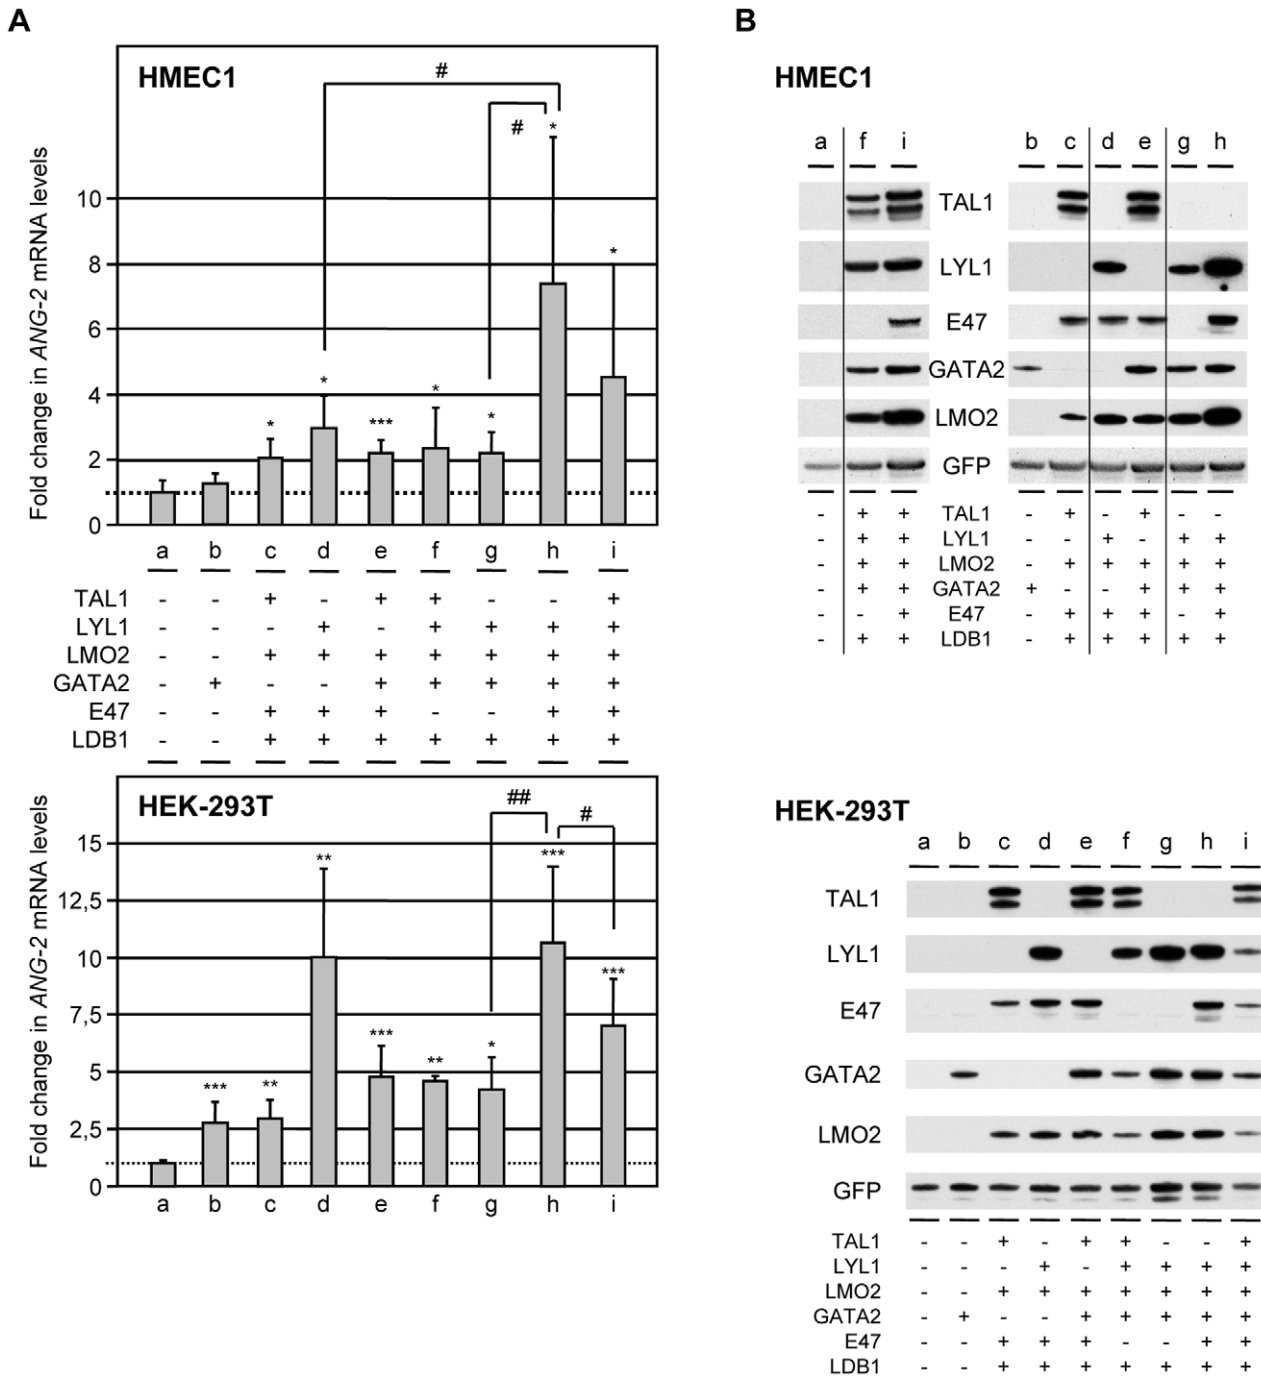 A
HMEC1
#
#
*
*
*
*
***
*
*
Fold change in ANG-2 mRNA levels
10
8
6
4
2
0
a b c d e f g h i
TAL1 - - + - + + - - +
LYL1 - - - + - + + + +
LMO2 - - + + + + + + +
GATA2 - + - - + + + + +
E47 - - + + + - - + +
LDB1 - - + + + + + + +
HEK-293T
##
#
***
**
***
***
**
***
**
*
Fold change in ANG-2 mRNA levels
15
12,5
10
7,5
5
2,5
0
a b c d e f g h i
B
HMEC1
a f i b c d e g h
TAL1
LYL1
E47
GATA2
LMO2
GFP
- + + TAL1 - + - + - -
- + + LYL1 - - + - + +
- + + LMO2 - + + + + +
- + + GATA2 + - - + + +
- - + E47 - + + + - +
- + + LDB1 - + + + + +
HEK-293T
a b c d e f g h i
TAL1
LYL1
E47
GATA2
LMO2
GFP
TAL1 - - + - + + - - +
LYL1 - - - + - + + + +
LMO2 - - + + + + + + +
GATA2 - + - - + + + + +
E47 - - + + + - - + +
LDB1 - - + + + + + + +